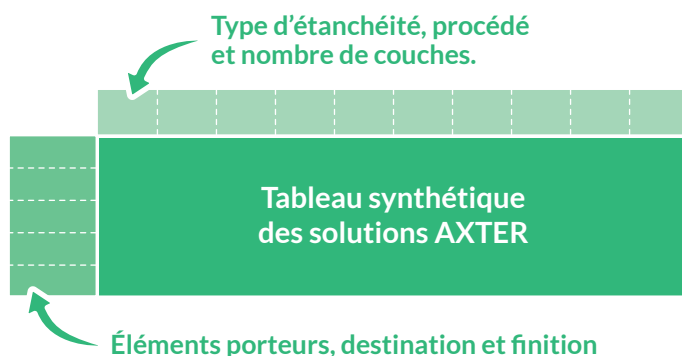 Type d’étanchéité, procédé
et nombre de couches.
Tableau synthétique
des solutions AXTER
Éléments porteurs, destination et finition